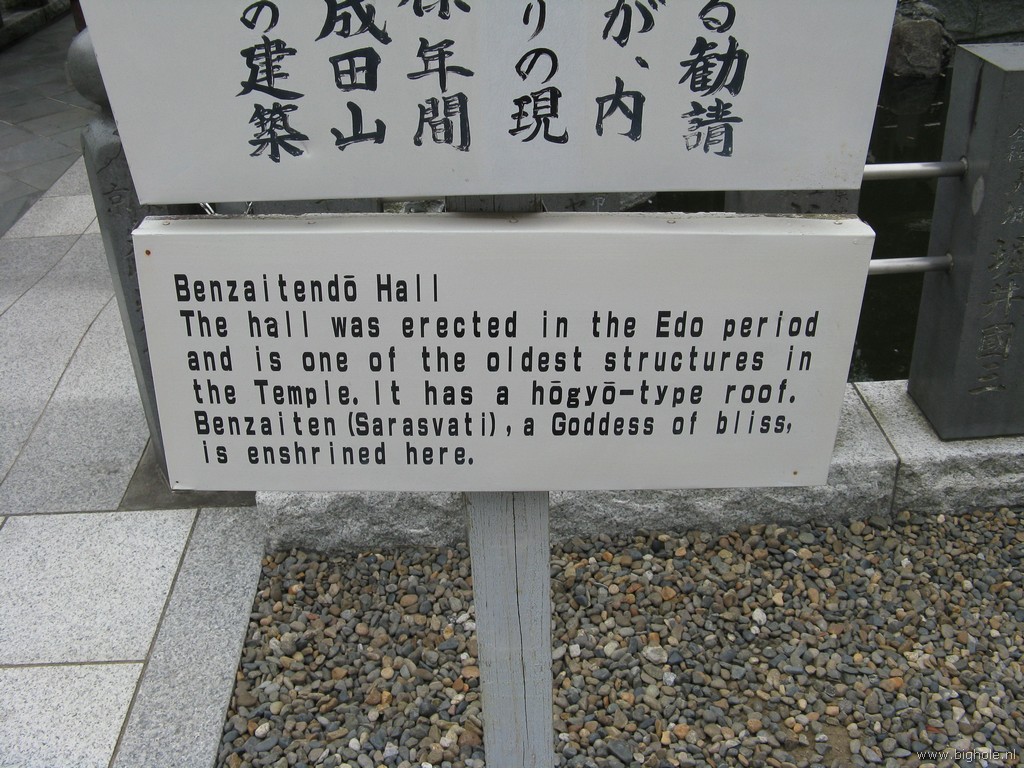 る勧請
が、内
りの現
年間
成田山
の建築
Benzaitendō Hall
The hall was erected in the Edo period
and is one of the oldest structures in
the Temple. It has a hōgyō-type roof.
Benzaiten (Sarasvati), a Goddess of bliss,
is enshrined here.
www.bighole.nl